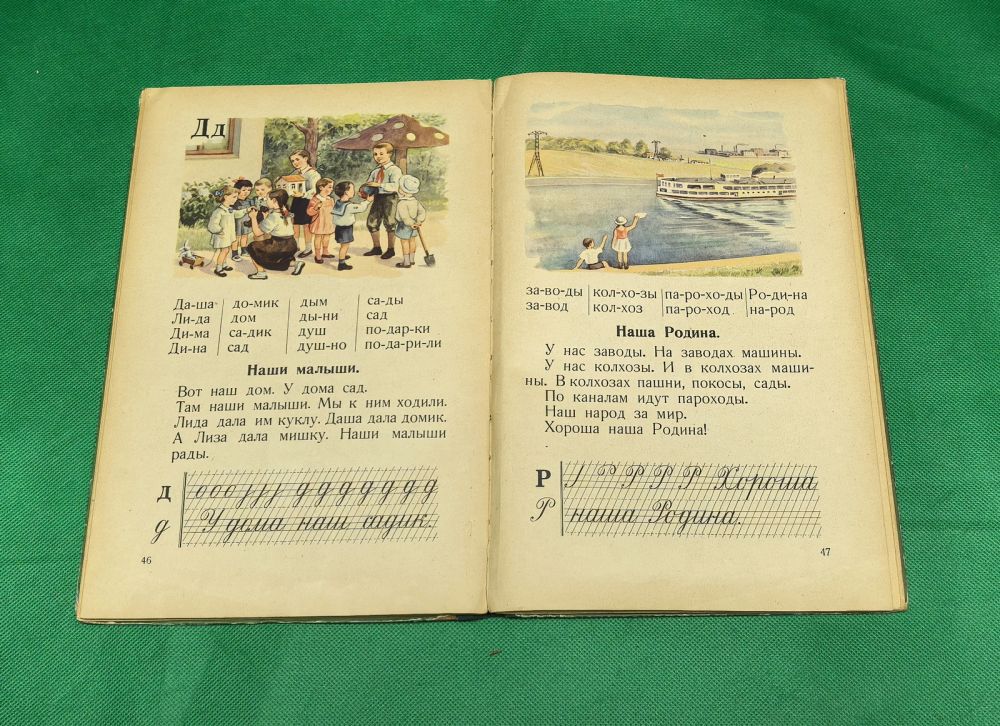 Дд
Да-ша | до-мик | дым | са-ды
Ли-да | дом | ды-ни | сад
Ди-ма | са-дик | душ | по-дар-ки
Ди-на | сад | душ-но | по-да-ри-ли
Наши малыши.
Вот наш дом. У дома сад.
Там наши малыши. Мы к ним ходили.
Лида дала им куклу. Даша дала домик.
А Лиза дала мишку. Наши малыши
рады.
Д
д д д д д д д
д У дома наш садик.
46
за-во-ды | кол-хо-зы | па-ро-хо-ды | Ро-ди-на
завод | кол-хоз | па-ро-ход | на-род
Наша Родина.
У нас заводы. На заводах машины.
У нас колхозы. И в колхозах маши-
ны. В колхозах пашни, покосы, сады.
По каналам идут пароходы.
Наш народ за мир.
Хороша наша Родина!
Р Р Р Р Р Хороша
Р наша Родина.
47